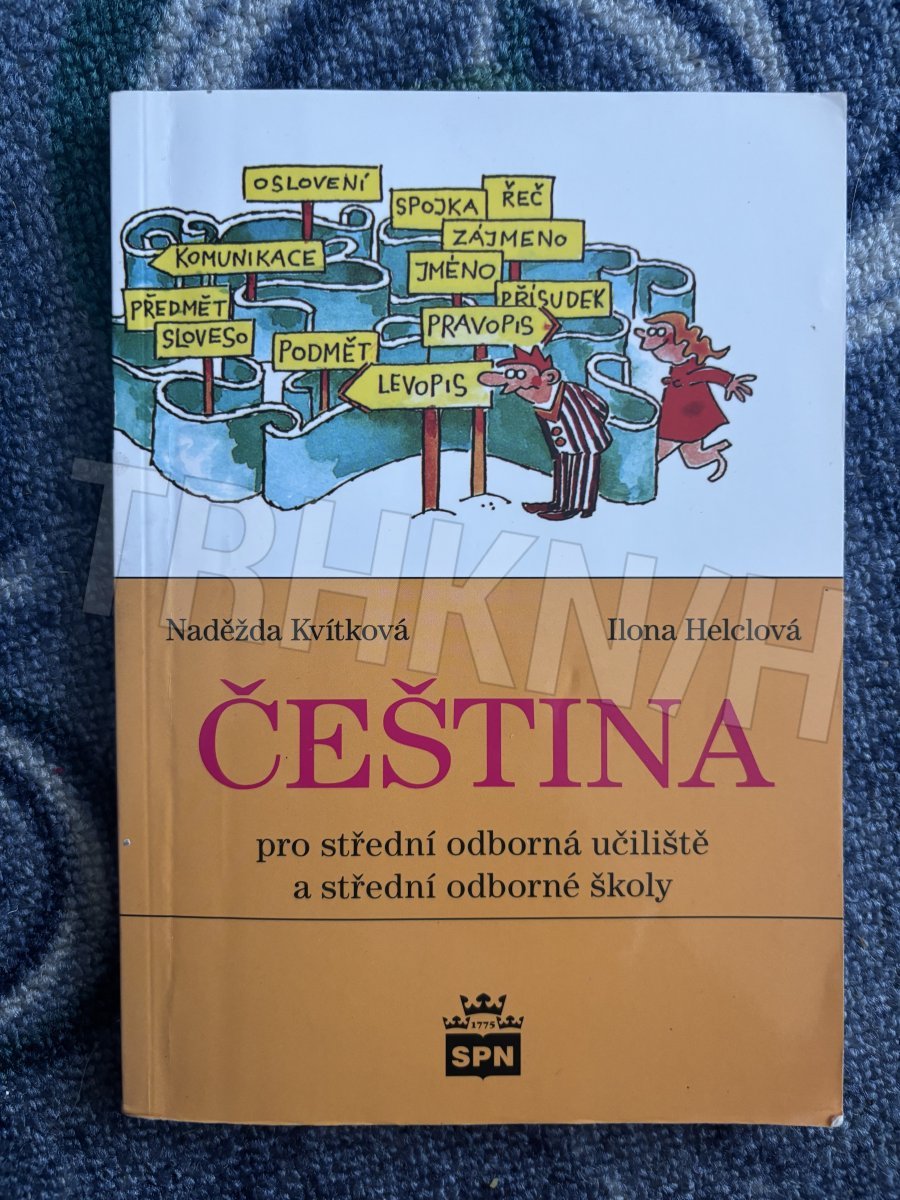 OSLOVENÍ
SPOJKA
ŘEČ
ZÁJMENO
KOMUNIKACE
JMÉNO
PŘEDMĚT
PŘÍSUDEK
SLOVESO
PRAVOPIS
PODMĚT
LEVOPIS
TRHKN/H
Naděžda Kvítková
Ilona Helclová
ČEŠTINA
pro střední odborná učiliště
a střední odborné školy
1775
SPN